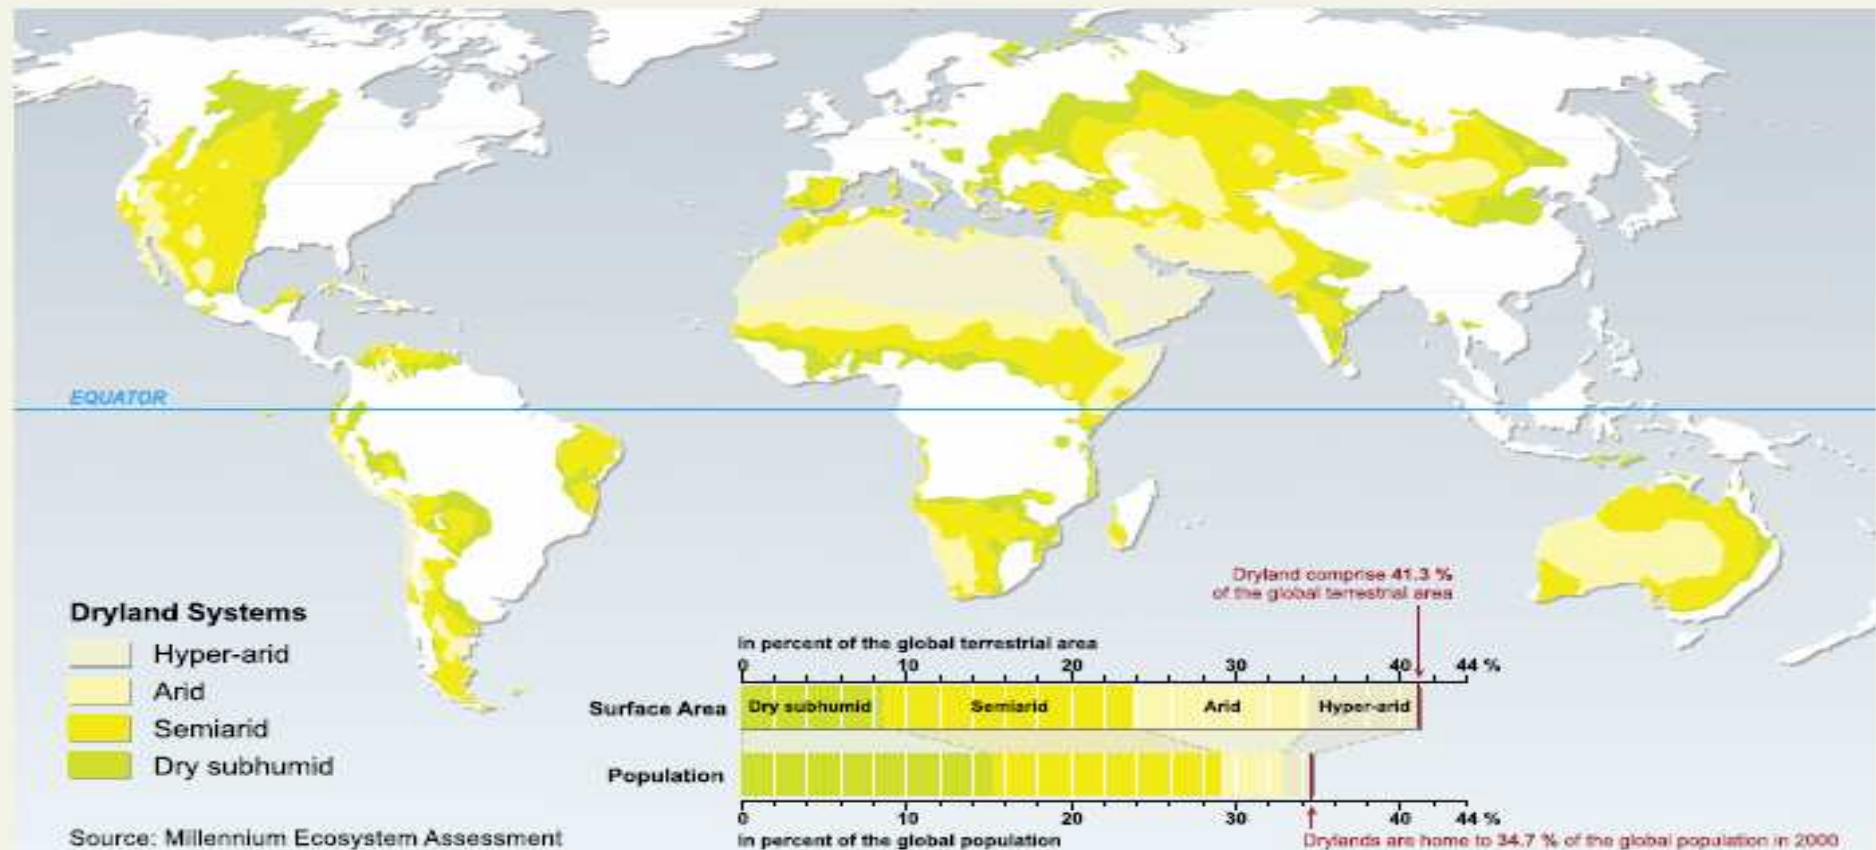 EQUATOR
Dryland Systems
Hyper-arid
Arid
Semiarid
Dry subhumid
Source: Millennium Ecosystem Assessment
Dryland comprise 41.3 %
of the global terrestrial area
In percent of the global terrestrial area
0 10 20 30 40 44 %
Surface Area Dry subhumid Semiarid Arid Hyper-arid
Population
0 10 20 30 40 44 %
In percent of the global population
Drylands are home to 34.7 % of the global population in 2000